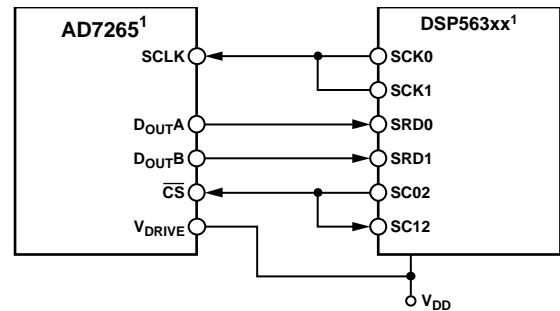 AD7265¹
DSP563xx¹
SCLK
SCK0
SCK1
DOUTA
SRD0
DOUTB
SRD1
CS
SC02
VDRIVE
SC12
VDD